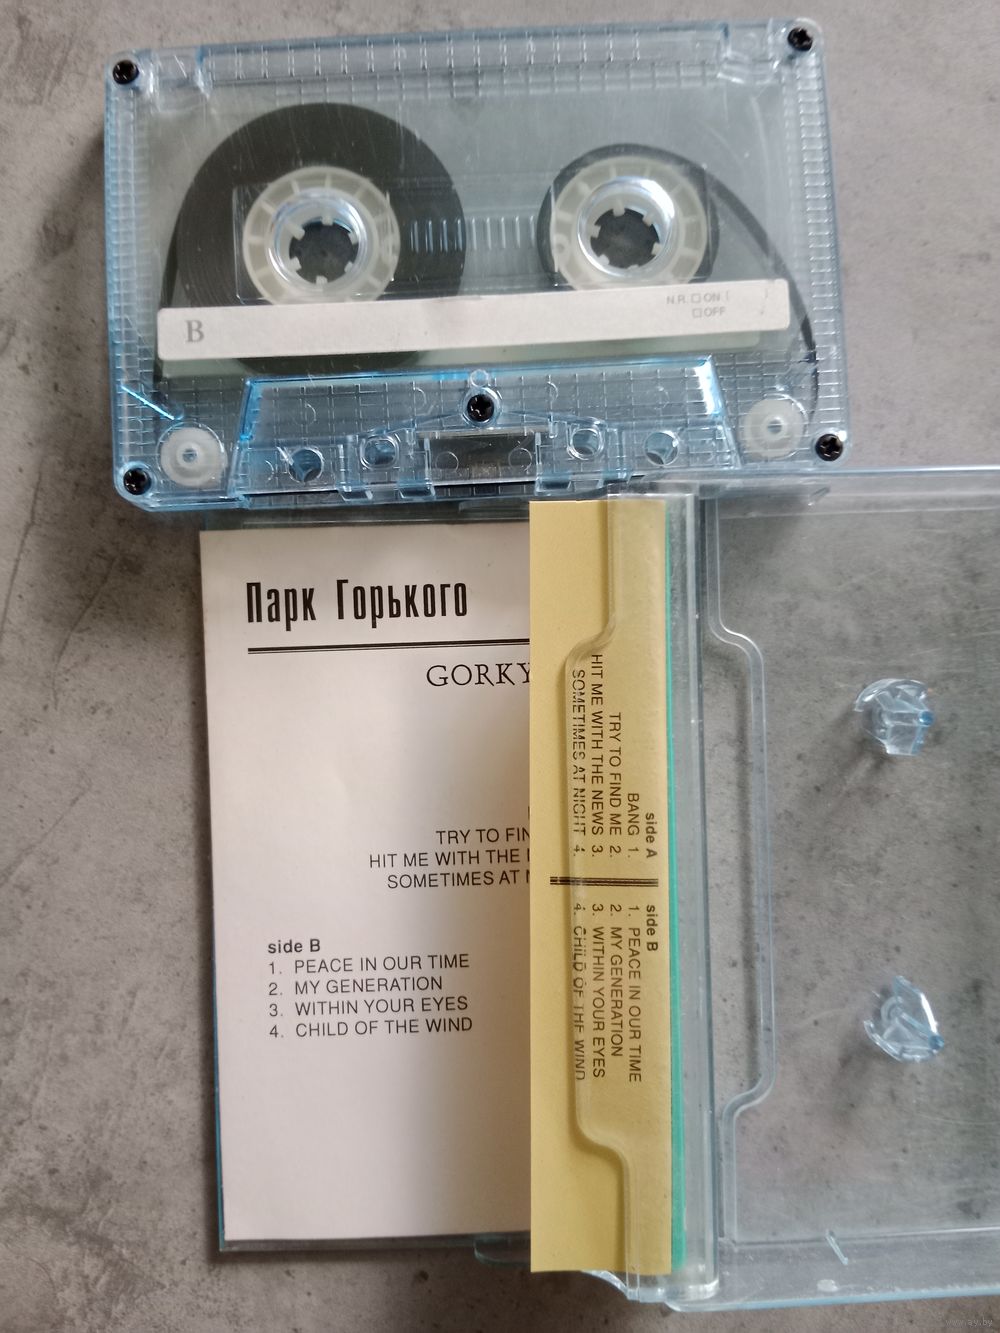 B
N.R. ☐ ON
☐ OFF
Парк Горького
GORKY
TRY TO FIN
HIT ME WITH THE
SOMETIMES AT N
side B
1. PEACE IN OUR TIME
2. MY GENERATION
3. WITHIN YOUR EYES
4. CHILD OF THE WIND
side A
BANG 1.
TRY TO FIND ME 2.
HIT ME WITH THE NEWS 3.
SOMETIMES AT NIGHT 4.
side B
1. PEACE IN OUR TIME
2. MY GENERATION
3. WITHIN YOUR EYES
4. CHILD OF THE WIND
www.ay.by